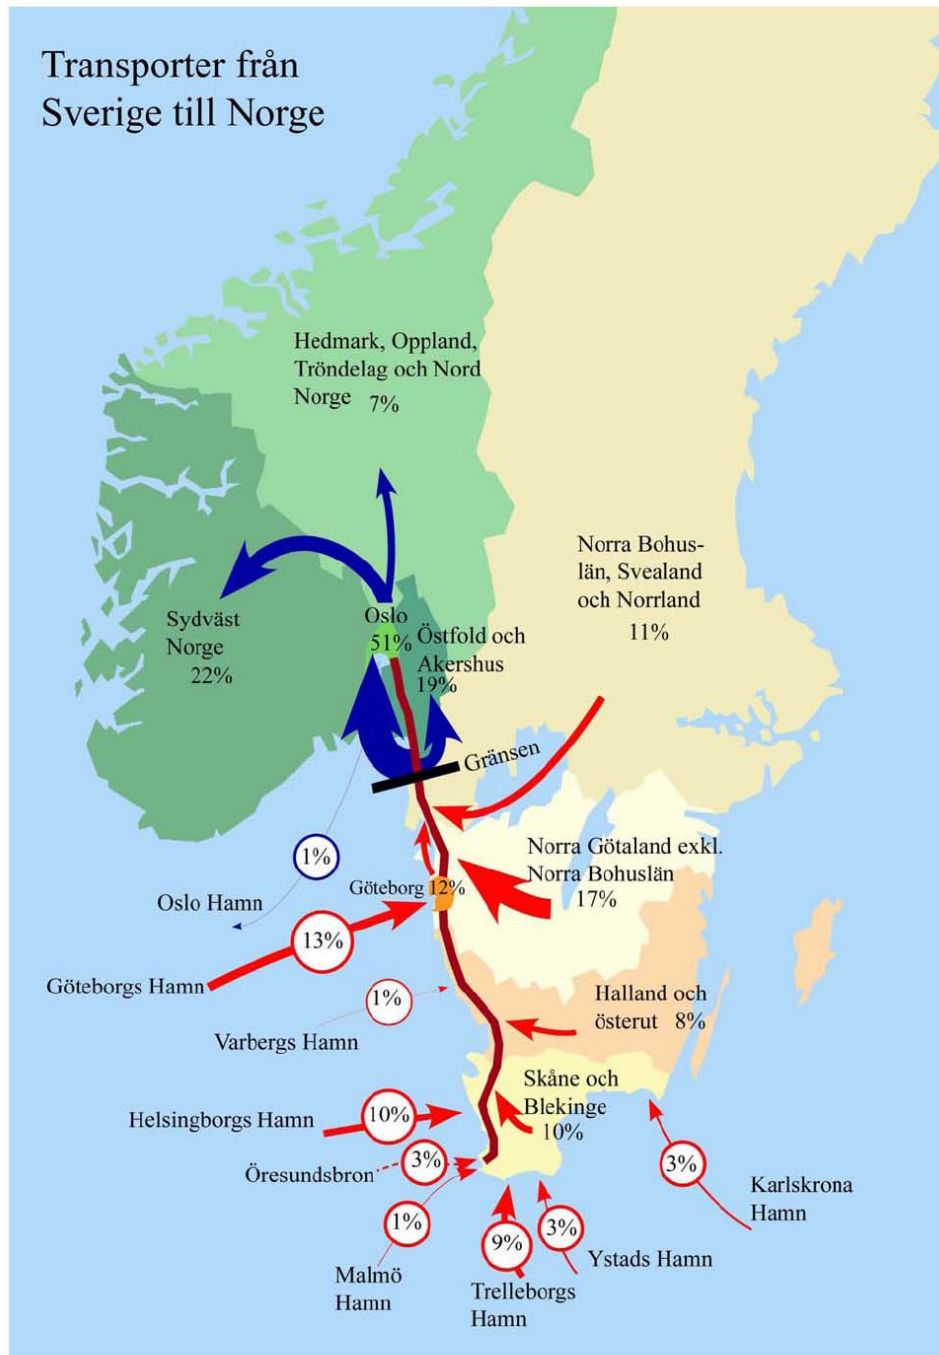 Transporter från
Sverige till Norge
Hedmark, Oppland,
Tröndelag och Nord
Norge 7%
Norra Bohus-
län, Svealand
och Norrland
11%
Sydväst
Norge
22%
Oslo
51%
Östfold och
Akershus
19%
Gränsen
1%
Oslo Hamn
Norra Götaland exkl.
Norra Bohuslän
17%
Göteborg 12%
13%
Göteborgs Hamn
1%
Varbergs Hamn
Halland och
österut 8%
Skåne och
Blekinge
10%
10%
Helsingborgs Hamn
3%
Öresundsbron
1%
Malmö
Hamn
9%
Trelleborgs
Hamn
3%
Ystads Hamn
3%
Karlskrona
Hamn